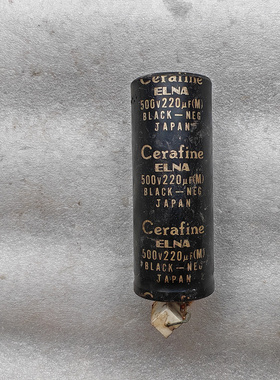 Cerafine
ELNA
500V220µF(M)
BLACK-NEG
JAPAN
Cerafine
ELNA
500V220µF(M)
BLACK-NEG
JAPAN
Cerafine
ELNA
500V220µF(M)
BLACK-NEG
JAPAN